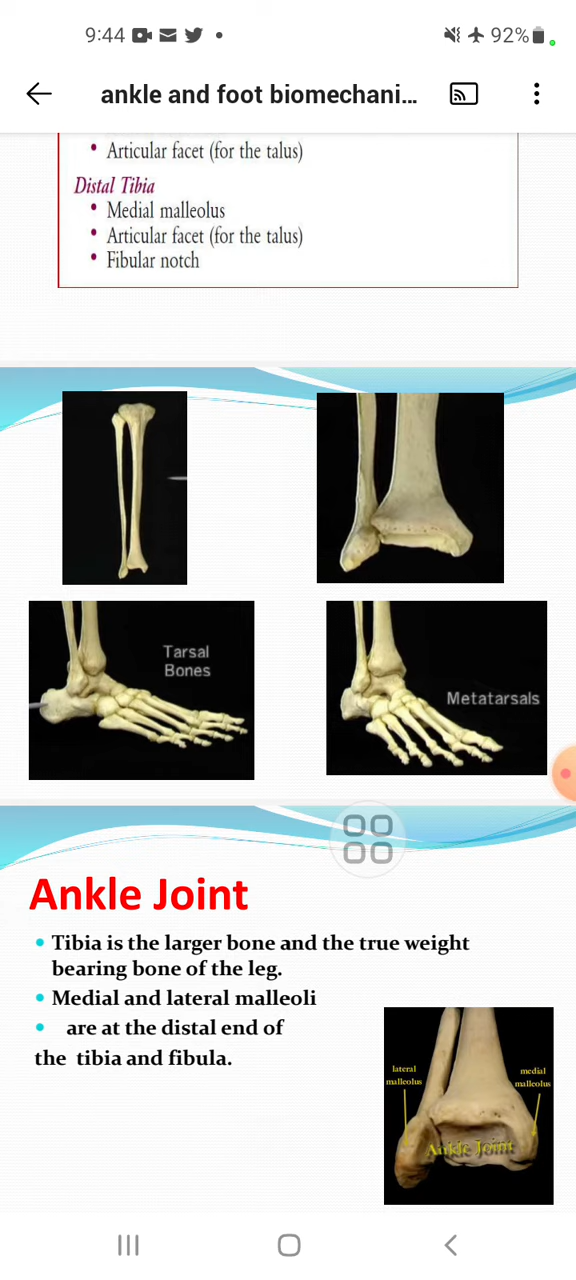 9:44
92%
ankle and foot biomechani...
• Articular facet (for the talus)
Distal Tibia
• Medial malleolus
• Articular facet (for the talus)
• Fibular notch
Tarsal
Bones
Metatarsals
Ankle Joint
• Tibia is the larger bone and the true weight
bearing bone of the leg.
• Medial and lateral malleoli
• are at the distal end of
the tibia and fibula.
lateral
malleolus
medial
malleolus
Ankle Joint